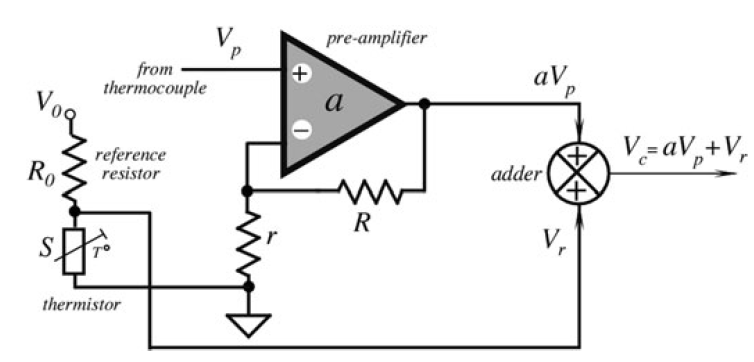 V_p
pre-amplifier
from
thermocouple
+
a
−
V_0
aV_p
R_0
reference
resistor
+
adder
+
V_c=aV_p+V_r
R
r
S
T°
V_r
thermistor